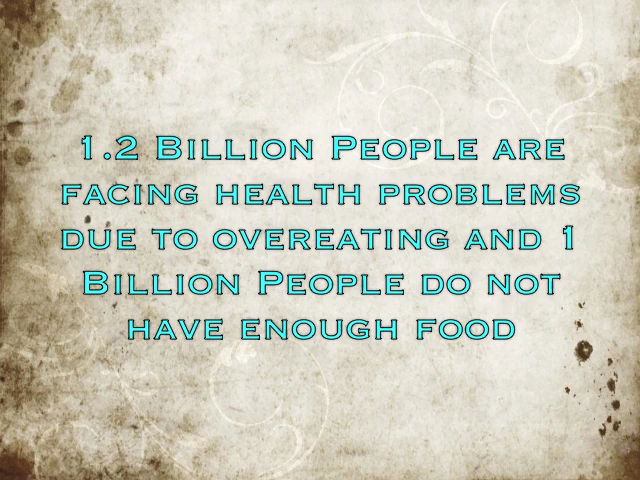 1.2 Billion People are
facing health problems
due to overeating and 1
Billion People do not
have enough food